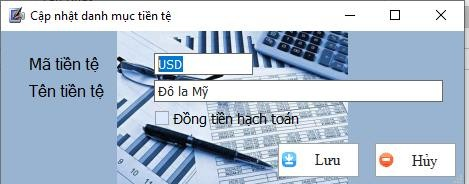 Cập nhật danh mục tiền tệ
Mã tiền tệ USD
Tên tiền tệ Đô la Mỹ
Đồng tiền hạch toán
Lưu Hủy